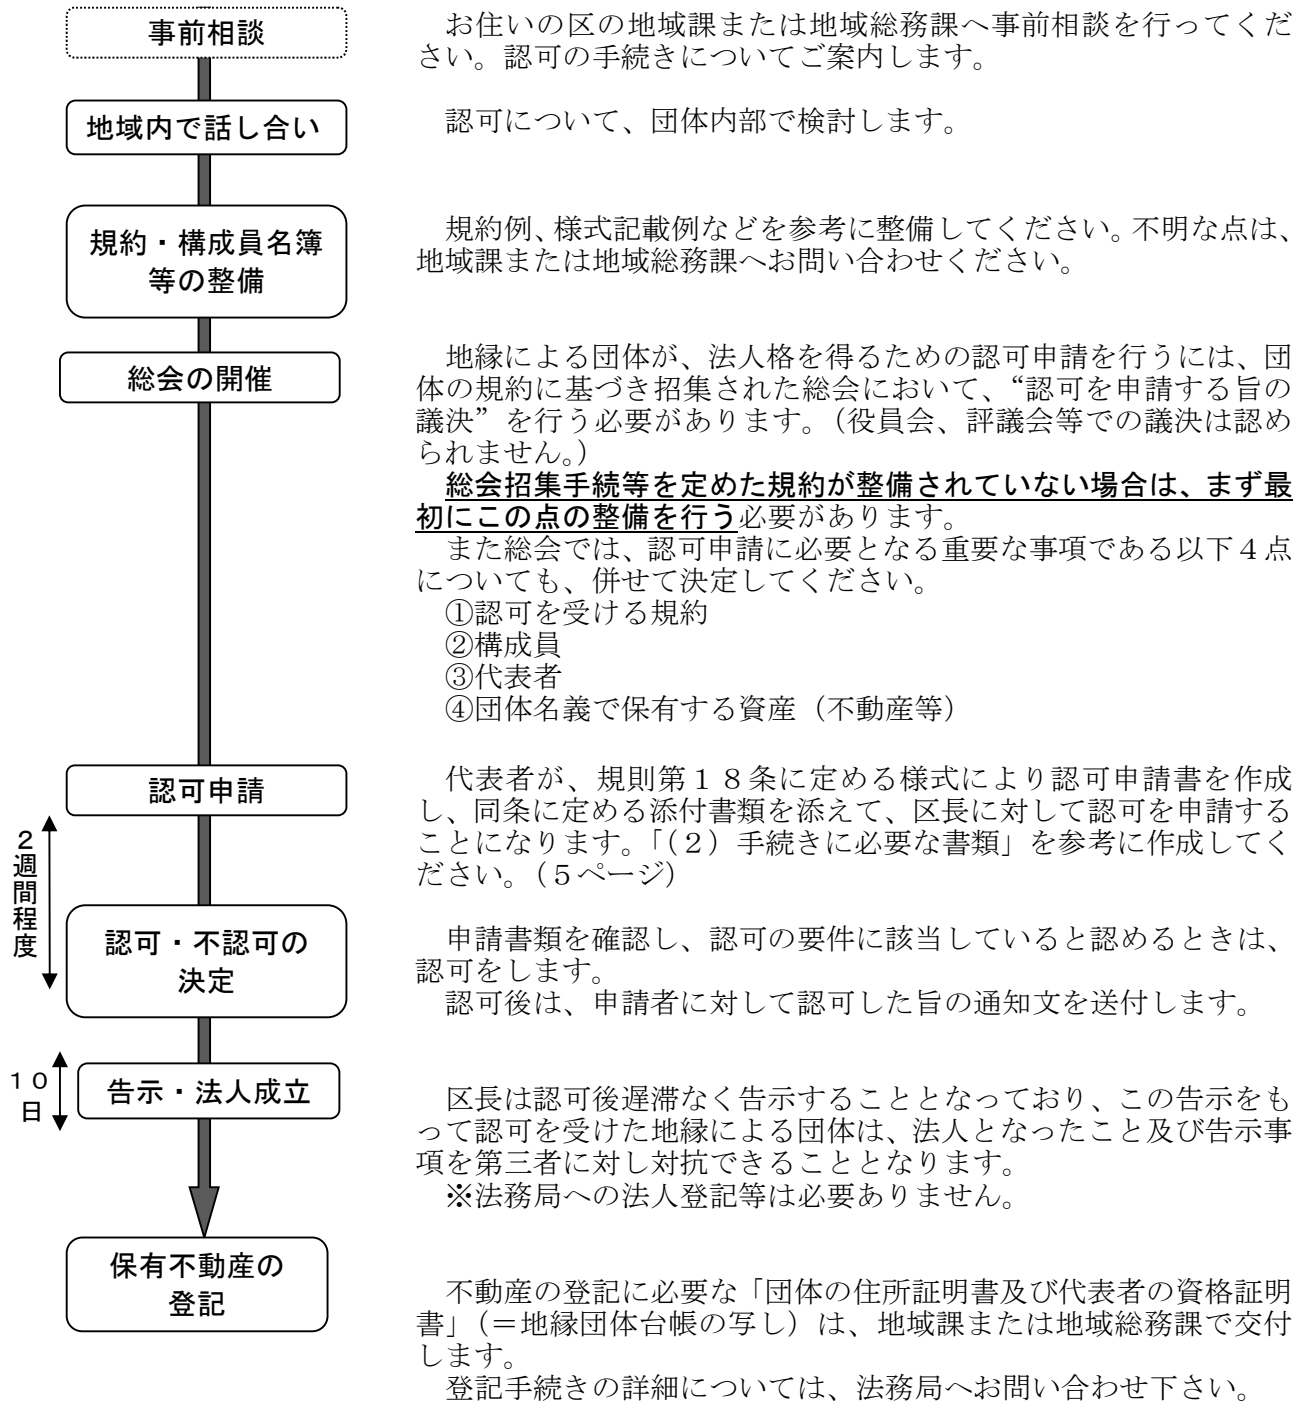 事前相談
お住いの区の地域課または地域総務課へ事前相談を行ってくだ
さい。認可の手続きについてご案内します。
地域内で話し合い
認可について、団体内部で検討します。
規約・構成員名簿
等の整備
規約例、様式記載例などを参考に整備してください。不明な点は、
地域課または地域総務課へお問い合わせください。
総会の開催
地縁による団体が、法人格を得るための認可申請を行うには、団
体の規約に基づき招集された総会において、“認可を申請する旨の
議決”を行う必要があります。（役員会、評議会等での議決は認め
られません。）
総会招集手続等を定めた規約が整備されていない場合は、まず最
初にこの点の整備を行う必要があります。
また総会では、認可申請に必要となる重要な事項である以下４点
についても、併せて決定してください。
①認可を受ける規約
②構成員
③代表者
④団体名義で保有する資産（不動産等）
認可申請
代表者が、規則第１８条に定める様式により認可申請書を作成
し、同条に定める添付書類を添えて、区長に対して認可を申請する
ことになります。「（２）手続きに必要な書類」を参考に作成してく
ださい。（５ページ）
２週間程度
認可・不認可の
決定
申請書類を確認し、認可の要件に該当していると認めるときは、
認可をします。
認可後は、申請者に対して認可した旨の通知文を送付します。
１０
日
告示・法人成立
区長は認可後遅滞なく告示することとなっており、この告示をも
って認可を受けた地縁による団体は、法人となったこと及び告示事
項を第三者に対し対抗できることとなります。
※法務局への法人登記等は必要ありません。
保有不動産の
登記
不動産の登記に必要な「団体の住所証明書及び代表者の資格証明
書」（＝地縁団体台帳の写し）は、地域課または地域総務課で交付
します。
登記手続きの詳細については、法務局へお問い合わせ下さい。